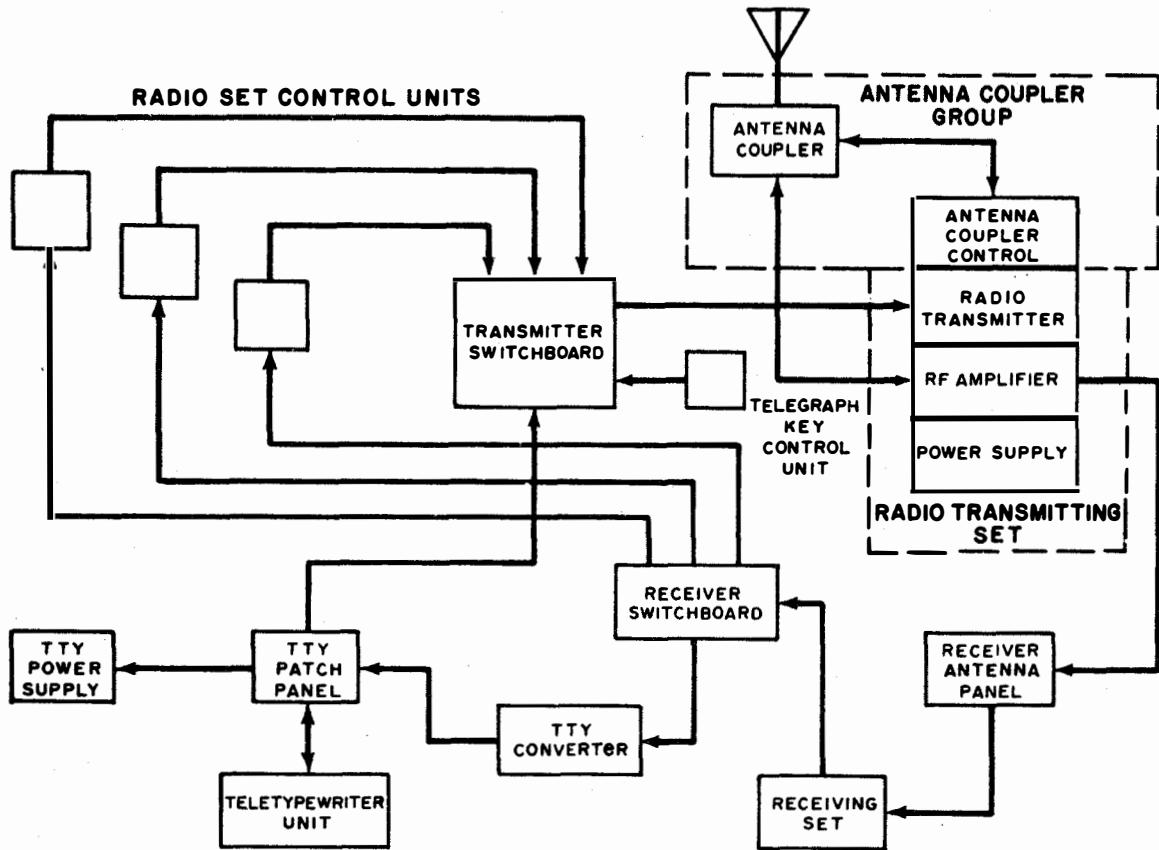 RADIO SET CONTROL UNITS
ANTENNA COUPLER
GROUP
ANTENNA
COUPLER
ANTENNA
COUPLER
CONTROL
RADIO
TRANSMITTER
RF AMPLIFIER
POWER SUPPLY
RADIO TRANSMITTING
SET
TRANSMITTER
SWITCHBOARD
TELEGRAPH
KEY
CONTROL
UNIT
RECEIVER
SWITCHBOARD
TTY
POWER
SUPPLY
TTY
PATCH
PANEL
TTY
CONVERTeR
TELETYPEWRITER
UNIT
RECEIVER
ANTENNA
PANEL
RECEIVING
SET